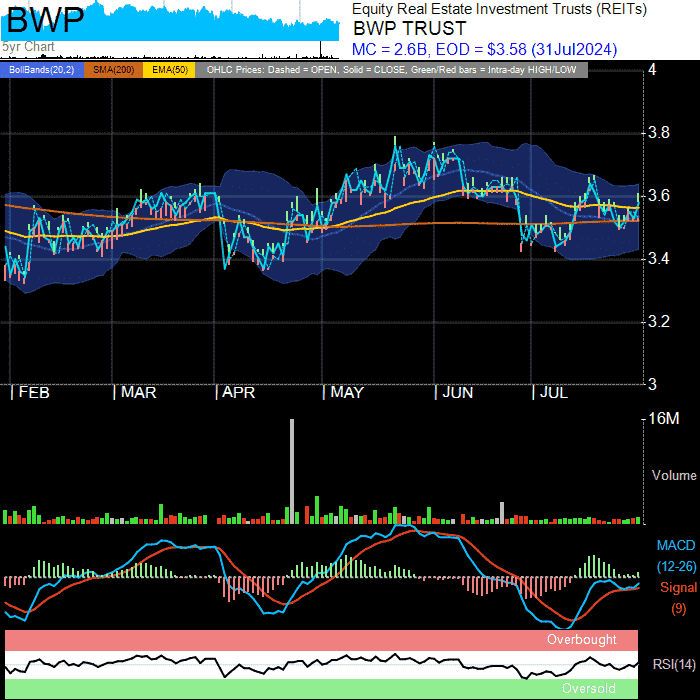 BWP
5yr Chart
Equity Real Estate Investment Trusts (REITs)
BWP TRUST
MC = 2.6B, EOD = $3.58 (31Jul2024)
BollBands(20,2) SMA(200) EMA(50) OHLC Prices: Dashed = OPEN, Solid = CLOSE, Green/Red bars = Intra-day HIGH/LOW
4
3.8
3.6
3.4
3.2
3
FEB MAR APR MAY JUN JUL
16M
Volume
MACD
(12-26)
Signal
(9)
Overbought
RSI(14)
Oversold